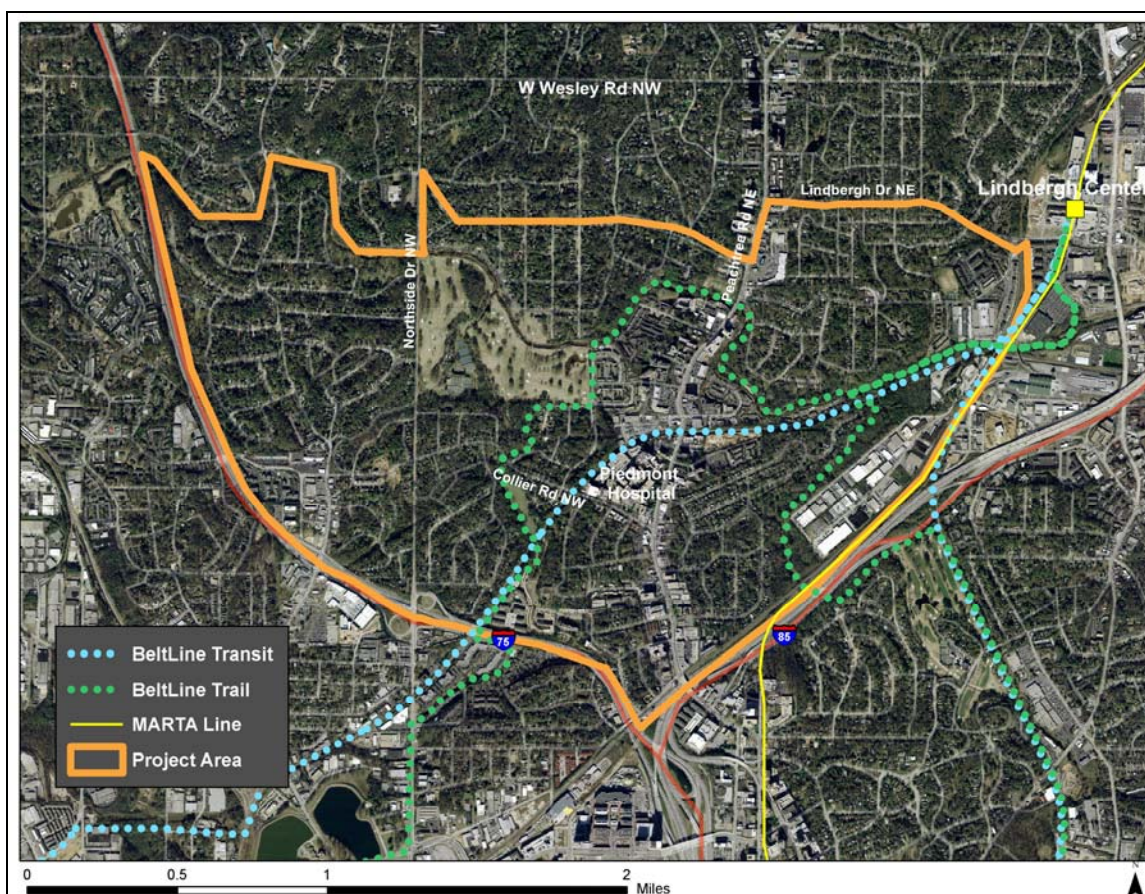 W Wesley Rd NW
Lindbergh Dr NE
Lindbergh Center
Northside Dr NW
Peachtree Rd NE
Collier Rd NW
Piedmont
Hospital
75
85
BeltLine Transit
BeltLine Trail
MARTA Line
Project Area
0 0.5 1 2
Miles
N